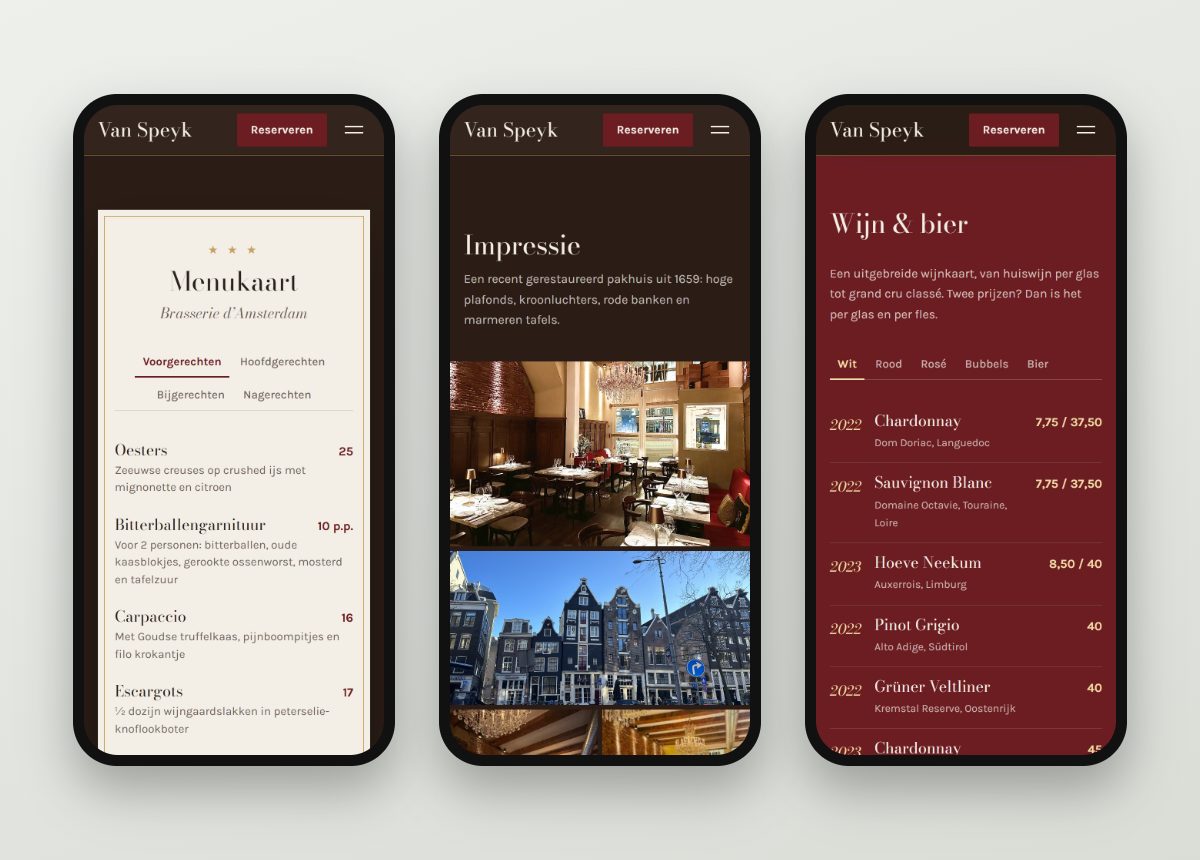 Van Speyk
Reserveren
★ ★ ★
Menukaart
Brasserie d'Amsterdam
Voorgerechten Hoofdgerechten
Bijgerechten Nagerechten
Oesters 25
Zeeuwse creuses op crushed ijs met
mignonette en citroen
Bitterballengarnituur 10 p.p.
Voor 2 personen: bitterballen, oude
kaasblokjes, gerookte ossenworst, mosterd
en tafelzuur
Carpaccio 16
Met Goudse truffelkaas, pijnboompitjes en
filo krokantje
Escargots 17
½ dozijn wijngaardslakken in peterselie-
knoflookboter
Van Speyk
Reserveren
Impressie
Een recent gerestaureerd pakhuis uit 1659: hoge
plafonds, kroonluchters, rode banken en
marmeren tafels.
Van Speyk
Reserveren
Wijn & bier
Een uitgebreide wijnkaart, van huiswijn per glas
tot grand cru classé. Twee prijzen? Dan is het
per glas en per fles.
Wit Rood Rosé Bubbels Bier
2022 Chardonnay 7,75 / 37,50
Dom Doriac, Languedoc
2022 Sauvignon Blanc 7,75 / 37,50
Domaine Octavie, Touraine,
Loire
2023 Hoeve Neekum 8,50 / 40
Auxerrois, Limburg
2022 Pinot Grigio 40
Alto Adige, Südtirol
2022 Grüner Veltliner 40
Kremstal Reserve, Oostenrijk
2023 Chardonnay 45